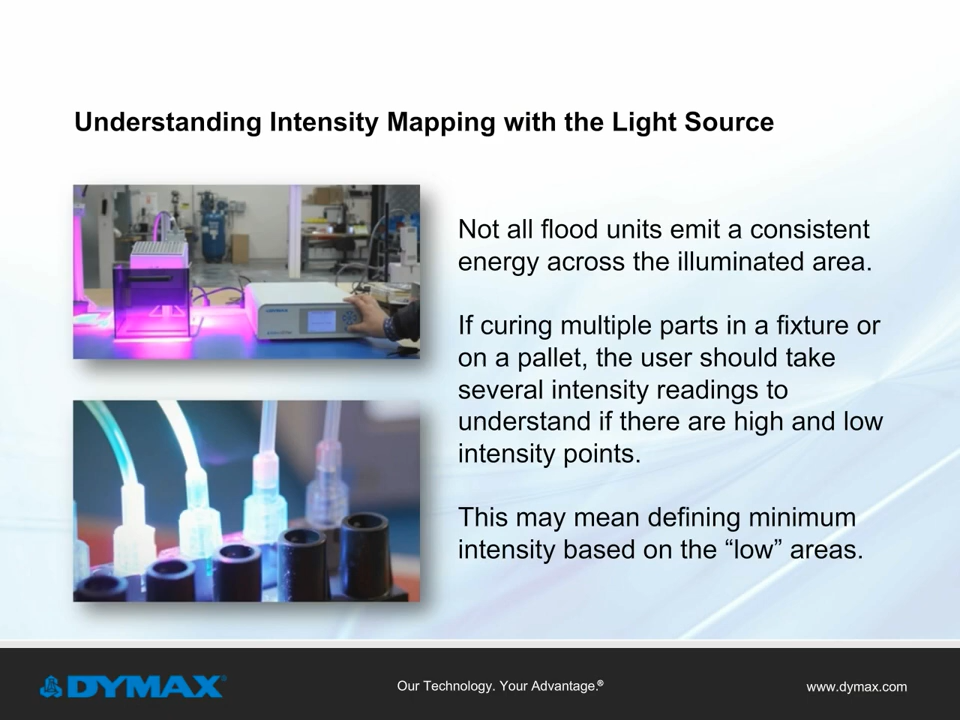 Understanding Intensity Mapping with the Light Source
Not all flood units emit a consistent
energy across the illuminated area.
If curing multiple parts in a fixture or
on a pallet, the user should take
several intensity readings to
understand if there are high and low
intensity points.
This may mean defining minimum
intensity based on the “low” areas.
DYMAX
DYMAX®
Our Technology. Your Advantage.®
www.dymax.com